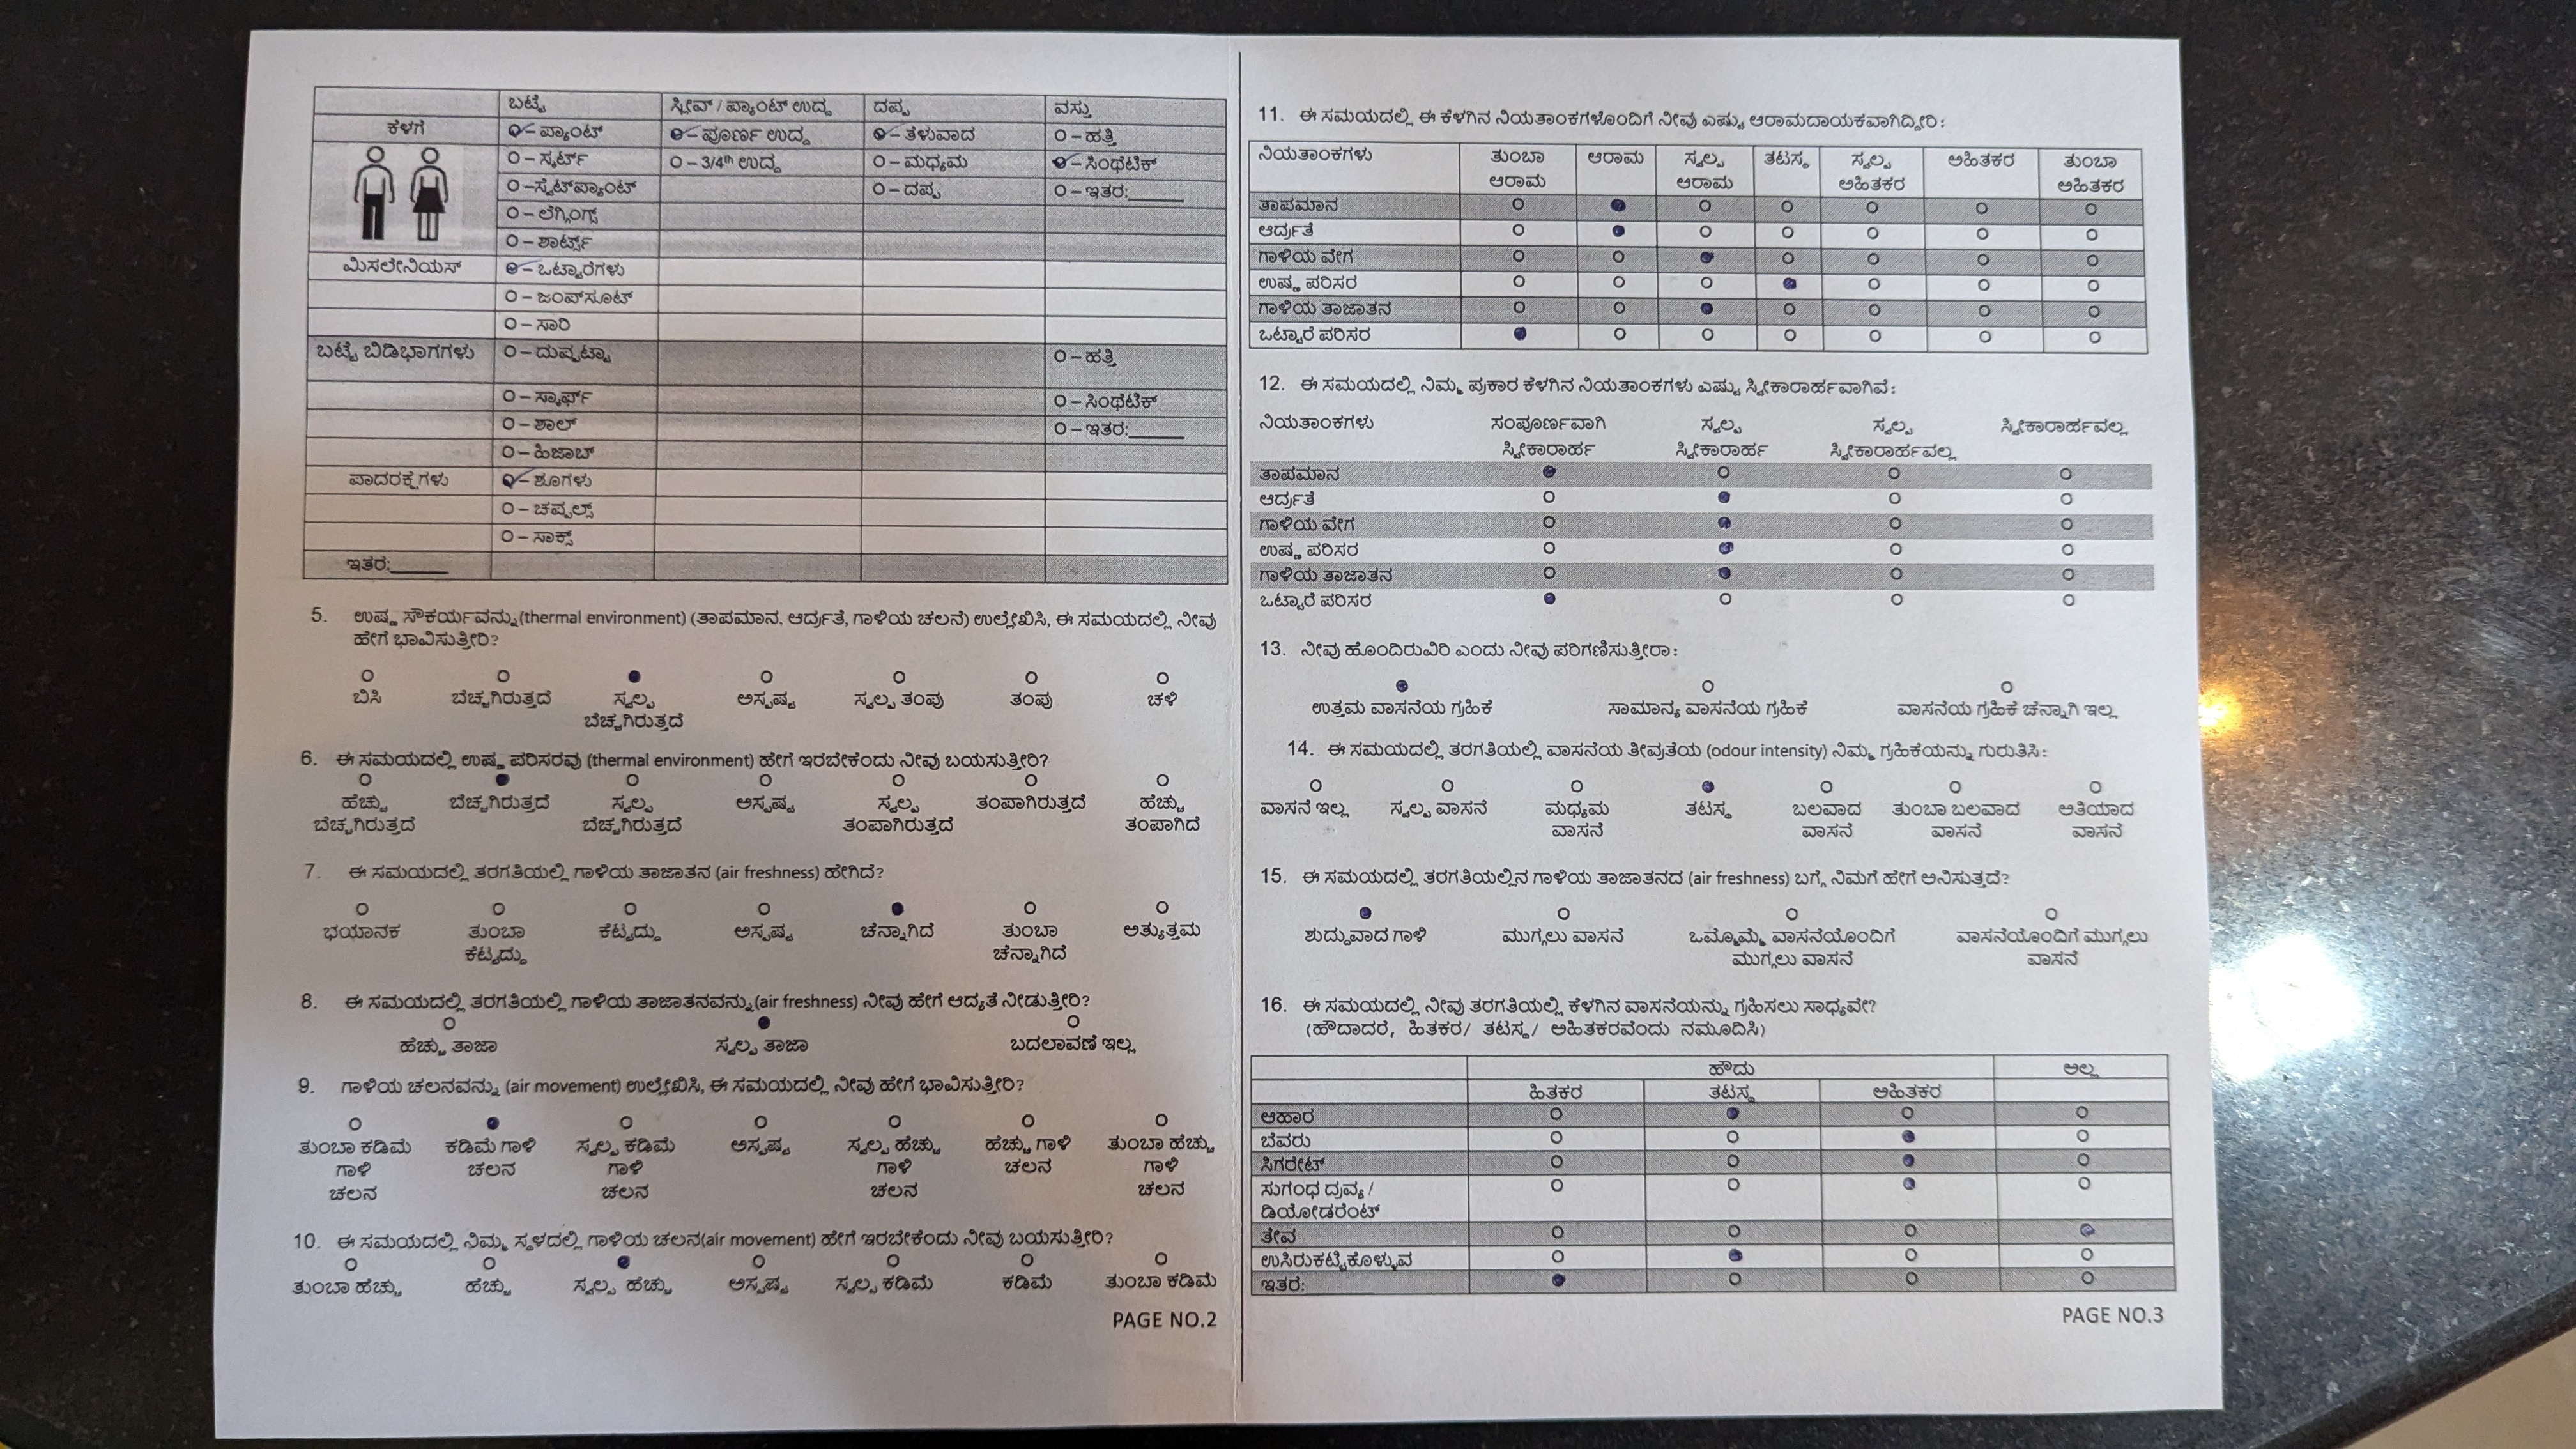 ಬಟ್ಟೆ ಸ್ಲೀವ್ / ಪ್ಯಾಂಟ್ ಉದ್ದ ದಪ್ಪ ವಸ್ತು
ಕೆಳಗೆ ಪ್ಯಾಂಟ್ ಪೂರ್ಣ ಉದ್ದ ತೆಳುವಾದ O – ಹತ್ತಿ
O – ಸ್ಕರ್ಟ್ O – 3/4th ಉದ್ದ O – ಮಧ್ಯಮ ಸಿಂಥೆಟಿಕ್
O –ಸ್ವೆಟ್‌ಪ್ಯಾಂಟ್ O – ದಪ್ಪ O – ಇತರ:______
O – ಲೆಗ್ಗಿಂಗ್ಸ್
O – ಶಾರ್ಟ್ಸ್
ಮಿಸಲೇನಿಯಸ್ ಒಟ್ಟಾರೆಗಳು
O – ಜಂಪ್‌ಸೂಟ್
O – ಸಾರಿ
ಬಟ್ಟೆ ಬಿಡಿಭಾಗಗಳು O – ದುಪ್ಪಟ್ಟಾ O – ಹತ್ತಿ
O – ಸ್ಕಾರ್ಫ್ O – ಸಿಂಥೆಟಿಕ್
O – ಶಾಲ್ O – ಇತರ:______
O – ಹಿಜಾಬ್
ಪಾದರಕ್ಷೆಗಳು ಶೂಗಳು
O – ಚಪ್ಪಲ್ಸ್
O – ಸಾಕ್ಸ್
ಇತರ:______
5. ಉಷ್ಣ ಸೌಕರ್ಯವನ್ನು(thermal environment) (ತಾಪಮಾನ, ಆರ್ದ್ರತೆ, ಗಾಳಿಯ ಚಲನೆ) ಉಲ್ಲೇಖಿಸಿ, ಈ ಸಮಯದಲ್ಲಿ ನೀವು
ಹೇಗೆ ಭಾವಿಸುತ್ತೀರಿ?
ಬಿಸಿ ಬೆಚ್ಚಗಿರುತ್ತದೆ ಸ್ವಲ್ಪ ಅಸ್ಪಷ್ಟ ಸ್ವಲ್ಪ ತಂಪು ತಂಪು ಚಳಿ
ಬೆಚ್ಚಗಿರುತ್ತದೆ
6. ಈ ಸಮಯದಲ್ಲಿ ಉಷ್ಣ ಪರಿಸರವು (thermal environment) ಹೇಗೆ ಇರಬೇಕೆಂದು ನೀವು ಬಯಸುತ್ತೀರಿ?
ಹೆಚ್ಚು ಬೆಚ್ಚಗಿರುತ್ತದೆ ಸ್ವಲ್ಪ ಅಸ್ಪಷ್ಟ ಸ್ವಲ್ಪ ತಂಪಾಗಿರುತ್ತದೆ ಹೆಚ್ಚು
ಬೆಚ್ಚಗಿರುತ್ತದೆ ಬೆಚ್ಚಗಿರುತ್ತದೆ ತಂಪಾಗಿರುತ್ತದೆ ತಂಪಾಗಿದೆ
7. ಈ ಸಮಯದಲ್ಲಿ ತರಗತಿಯಲ್ಲಿ ಗಾಳಿಯ ತಾಜಾತನ (air freshness) ಹೇಗಿದೆ?
ಭಯಾನಕ ತುಂಬಾ ಕೆಟ್ಟದ್ದು ಅಸ್ಪಷ್ಟ ಚೆನ್ನಾಗಿದೆ ತುಂಬಾ ಅತ್ಯುತ್ತಮ
ಕೆಟ್ಟದ್ದು ಚೆನ್ನಾಗಿದೆ
8. ಈ ಸಮಯದಲ್ಲಿ ತರಗತಿಯಲ್ಲಿ ಗಾಳಿಯ ತಾಜಾತನವನ್ನು(air freshness) ನೀವು ಹೇಗೆ ಆದ್ಯತೆ ನೀಡುತ್ತೀರಿ?
ಹೆಚ್ಚು ತಾಜಾ ಸ್ವಲ್ಪ ತಾಜಾ ಬದಲಾವಣೆ ಇಲ್ಲ
9. ಗಾಳಿಯ ಚಲನವನ್ನು (air movement) ಉಲ್ಲೇಖಿಸಿ, ಈ ಸಮಯದಲ್ಲಿ ನೀವು ಹೇಗೆ ಭಾವಿಸುತ್ತೀರಿ?
ತುಂಬಾ ಕಡಿಮೆ ಕಡಿಮೆ ಗಾಳಿ ಸ್ವಲ್ಪ ಕಡಿಮೆ ಅಸ್ಪಷ್ಟ ಸ್ವಲ್ಪ ಹೆಚ್ಚು ಹೆಚ್ಚು ಗಾಳಿ ತುಂಬಾ ಹೆಚ್ಚು
ಗಾಳಿ ಚಲನ ಗಾಳಿ ಗಾಳಿ ಚಲನ ಗಾಳಿ
ಚಲನ ಚಲನ ಚಲನ ಚಲನ
10. ಈ ಸಮಯದಲ್ಲಿ ನಿಮ್ಮ ಸ್ಥಳದಲ್ಲಿ ಗಾಳಿಯ ಚಲನ(air movement) ಹೇಗೆ ಇರಬೇಕೆಂದು ನೀವು ಬಯಸುತ್ತೀರಿ?
ತುಂಬಾ ಹೆಚ್ಚು ಹೆಚ್ಚು ಸ್ವಲ್ಪ ಹೆಚ್ಚು ಅಸ್ಪಷ್ಟ ಸ್ವಲ್ಪ ಕಡಿಮೆ ಕಡಿಮೆ ತುಂಬಾ ಕಡಿಮೆ
PAGE NO.2
11. ಈ ಸಮಯದಲ್ಲಿ ಈ ಕೆಳಗಿನ ನಿಯತಾಂಕಗಳೊಂದಿಗೆ ನೀವು ಎಷ್ಟು ಆರಾಮದಾಯಕವಾಗಿದ್ದೀರಿ:
ನಿಯತಾಂಕಗಳು ತುಂಬಾ ಆರಾಮ ಸ್ವಲ್ಪ ತಟಸ್ಥ ಸ್ವಲ್ಪ ಅಹಿತಕರ ತುಂಬಾ
ಆರಾಮ ಆರಾಮ ಅಹಿತಕರ ಅಹಿತಕರ
ತಾಪಮಾನ
ಆರ್ದ್ರತೆ
ಗಾಳಿಯ ವೇಗ
ಉಷ್ಣ ಪರಿಸರ
ಗಾಳಿಯ ತಾಜಾತನ
ಒಟ್ಟಾರೆ ಪರಿಸರ
12. ಈ ಸಮಯದಲ್ಲಿ ನಿಮ್ಮ ಪ್ರಕಾರ ಕೆಳಗಿನ ನಿಯತಾಂಕಗಳು ಎಷ್ಟು ಸ್ವೀಕಾರಾರ್ಹವಾಗಿವೆ:
ನಿಯತಾಂಕಗಳು ಸಂಪೂರ್ಣವಾಗಿ ಸ್ವಲ್ಪ ಸ್ವಲ್ಪ ಸ್ವೀಕಾರಾರ್ಹವಲ್ಲ
ಸ್ವೀಕಾರಾರ್ಹ ಸ್ವೀಕಾರಾರ್ಹ ಸ್ವೀಕಾರಾರ್ಹವಲ್ಲ
ತಾಪಮಾನ
ಆರ್ದ್ರತೆ
ಗಾಳಿಯ ವೇಗ
ಉಷ್ಣ ಪರಿಸರ
ಗಾಳಿಯ ತಾಜಾತನ
ಒಟ್ಟಾರೆ ಪರಿಸರ
13. ನೀವು ಹೊಂದಿರುವಿರಿ ಎಂದು ನೀವು ಪರಿಗಣಿಸುತ್ತೀರಾ:
ಉತ್ತಮ ವಾಸನೆಯ ಗ್ರಹಿಕೆ ಸಾಮಾನ್ಯ ವಾಸನೆಯ ಗ್ರಹಿಕೆ ವಾಸನೆಯ ಗ್ರಹಿಕೆ ಚೆನ್ನಾಗಿ ಇಲ್ಲ
14. ಈ ಸಮಯದಲ್ಲಿ ತರಗತಿಯಲ್ಲಿ ವಾಸನೆಯ ತೀವ್ರತೆಯ (odour intensity) ನಿಮ್ಮ ಗ್ರಹಿಕೆಯನ್ನು ಗುರುತಿಸಿ:
ವಾಸನೆ ಇಲ್ಲ ಸ್ವಲ್ಪ ವಾಸನೆ ಮಧ್ಯಮ ತಟಸ್ಥ ಬಲವಾದ ತುಂಬಾ ಬಲವಾದ ಅತಿಯಾದ
ವಾಸನೆ ವಾಸನೆ ವಾಸನೆ ವಾಸನೆ
15. ಈ ಸಮಯದಲ್ಲಿ ತರಗತಿಯಲ್ಲಿನ ಗಾಳಿಯ ತಾಜಾತನದ (air freshness) ಬಗ್ಗೆ ನಿಮಗೆ ಹೇಗೆ ಅನಿಸುತ್ತದೆ?
ಶುದ್ಧವಾದ ಗಾಳಿ ಮುಗ್ಗಲು ವಾಸನೆ ಒಮ್ಮೊಮ್ಮೆ ವಾಸನೆಯೊಂದಿಗೆ ವಾಸನೆಯೊಂದಿಗೆ ಮುಗ್ಗಲು
ಮುಗ್ಗಲು ವಾಸನೆ ವಾಸನೆ
16. ಈ ಸಮಯದಲ್ಲಿ ನೀವು ತರಗತಿಯಲ್ಲಿ ಕೆಳಗಿನ ವಾಸನೆಯನ್ನು ಗ್ರಹಿಸಲು ಸಾಧ್ಯವೇ?
(ಹೌದಾದರೆ, ಹಿತಕರ/ ತಟಸ್ಥ/ ಅಹಿತಕರವೆಂದು ನಮೂದಿಸಿ)
ಹೌದು ಅಲ್ಲ
ಹಿತಕರ ತಟಸ್ಥ ಅಹಿತಕರ
ಆಹಾರ
ಬೆವರು
ಸಿಗರೇಟ್
ಸುಗಂಧ ದ್ರವ್ಯ /
ಡಿಯೋಡರೆಂಟ್
ತೇವ
ಉಸಿರುಕಟ್ಟಿಕೊಳ್ಳುವ
ಇತರೆ:
PAGE NO.3